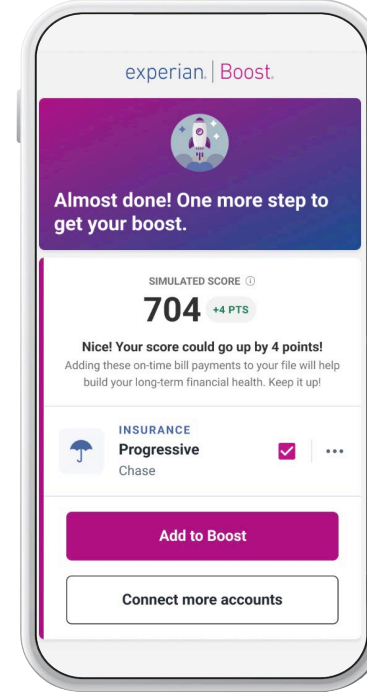 experian. | Boost.
Almost done! One more step to
get your boost.
SIMULATED SCORE ⓘ
704 +4 PTS
Nice! Your score could go up by 4 points!
Adding these on-time bill payments to your file will help
build your long-term financial health. Keep it up!
INSURANCE
Progressive
Chase
Add to Boost
Connect more accounts